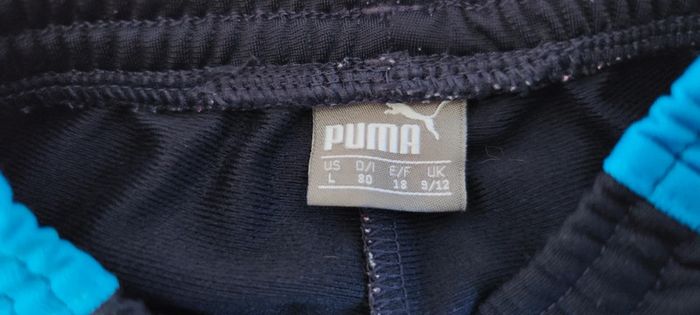 PUMA
US D/I E/F UK
L 80 18 9/12